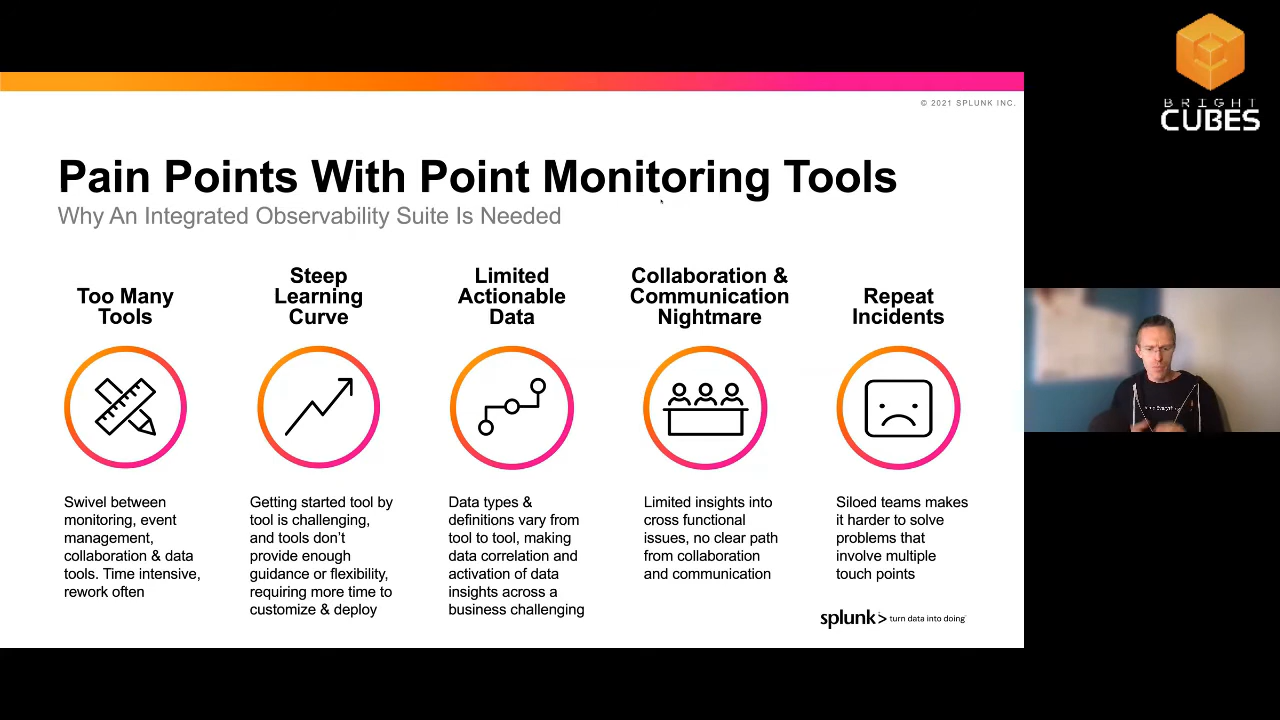 BRIGHT
CUBES
© 2021 SPLUNK INC.
Pain Points With Point Monitoring Tools
Why An Integrated Observability Suite Is Needed
Too Many
Tools
Swivel between
monitoring, event
management,
collaboration & data
tools. Time intensive,
rework often
Steep
Learning
Curve
Getting started tool by
tool is challenging,
and tools don’t
provide enough
guidance or flexibility,
requiring more time to
customize & deploy
Limited
Actionable
Data
Data types &
definitions vary from
tool to tool, making
data correlation and
activation of data
insights across a
business challenging
Collaboration &
Communication
Nightmare
Limited insights into
cross functional
issues, no clear path
from collaboration
and communication
Repeat
Incidents
Siloed teams makes
it harder to solve
problems that
involve multiple
touch points
splunk> turn data into doing™